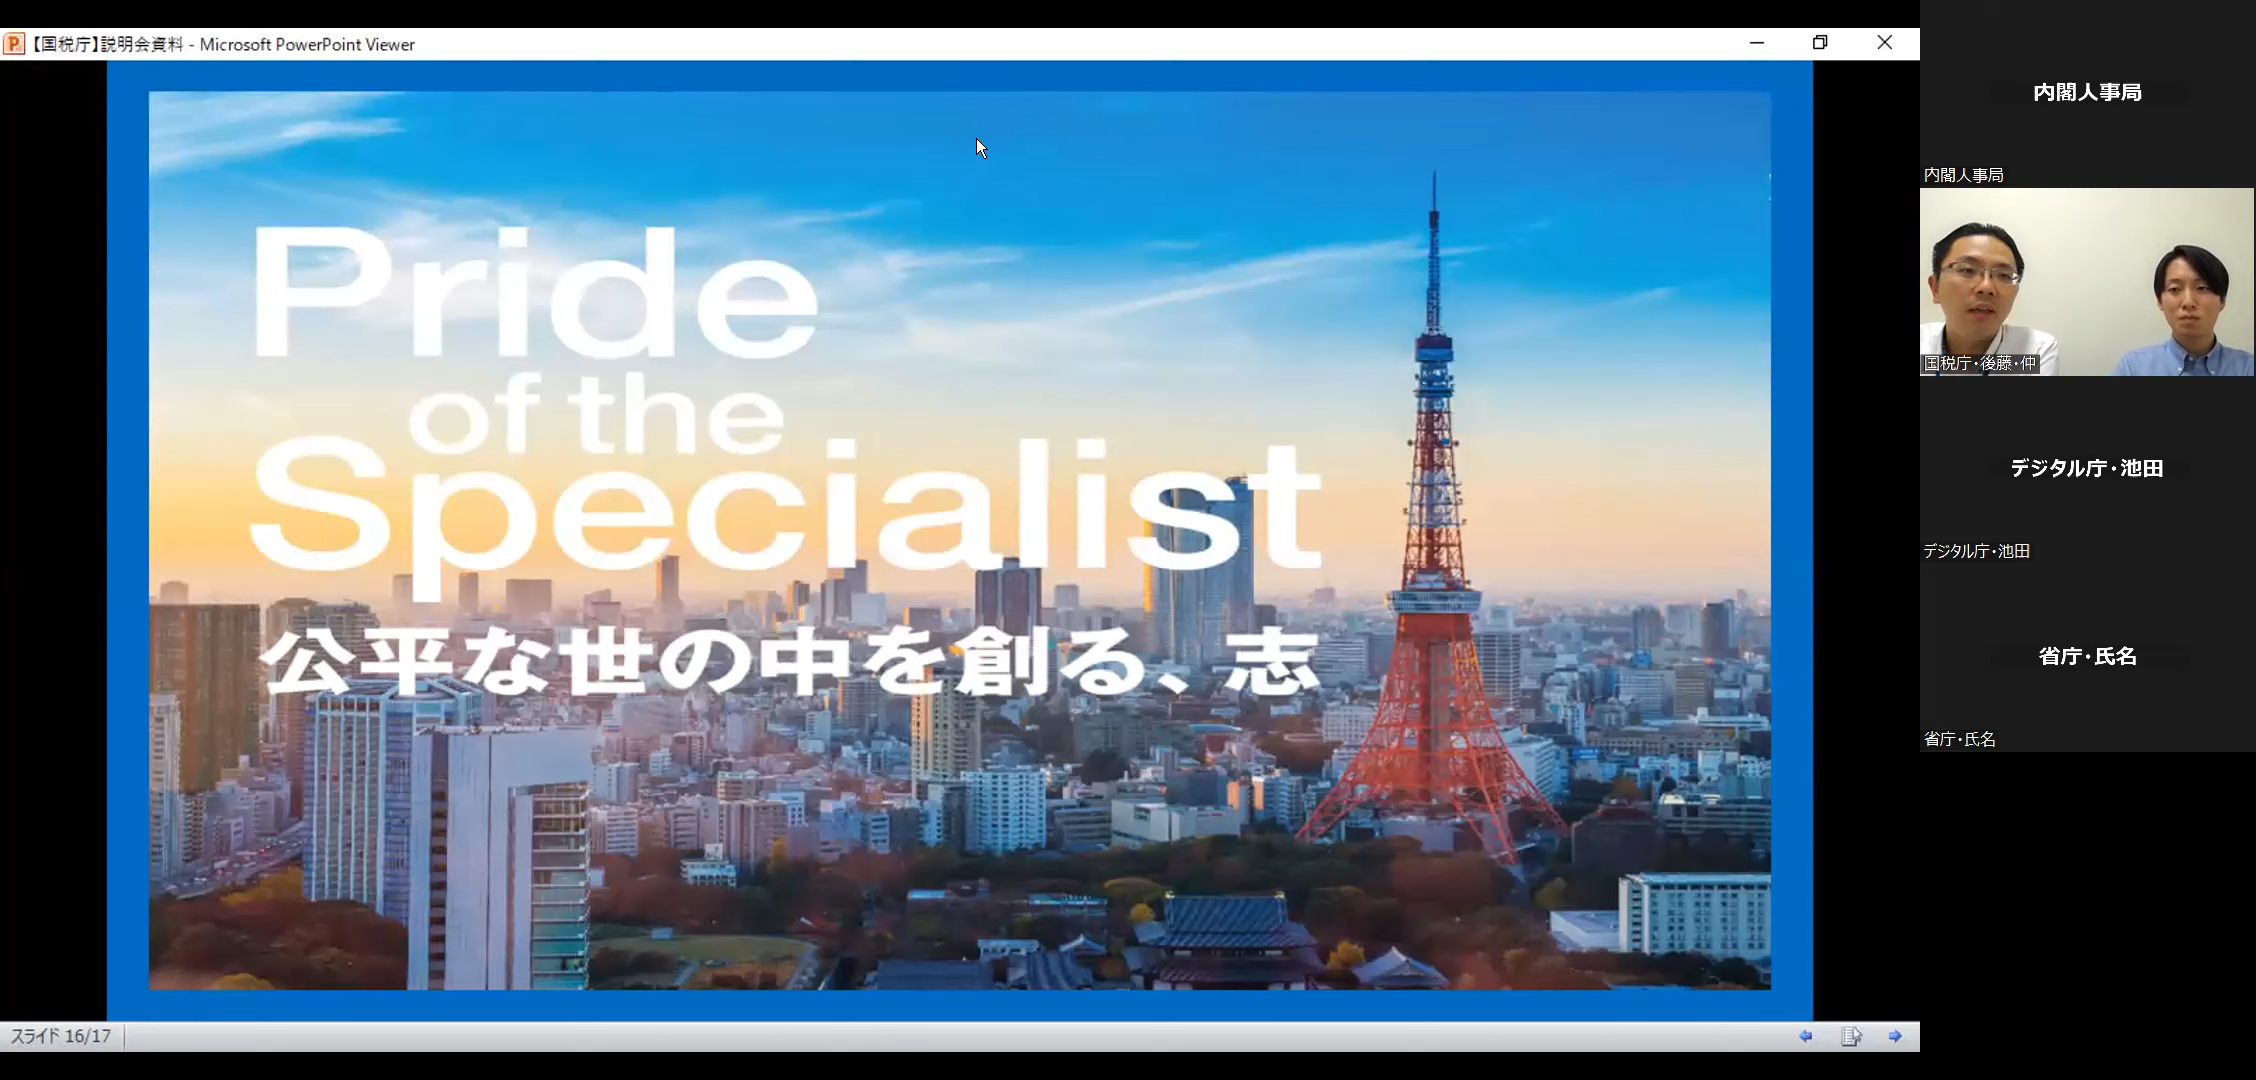 【国税庁】説明会資料 - Microsoft PowerPoint Viewer
Pride
of the
Specialist
公平な世の中を創る、志
スライド 16/17
内閣人事局
内閣人事局
国税庁・後藤・仲
デジタル庁・池田
デジタル庁・池田
省庁・氏名
省庁・氏名